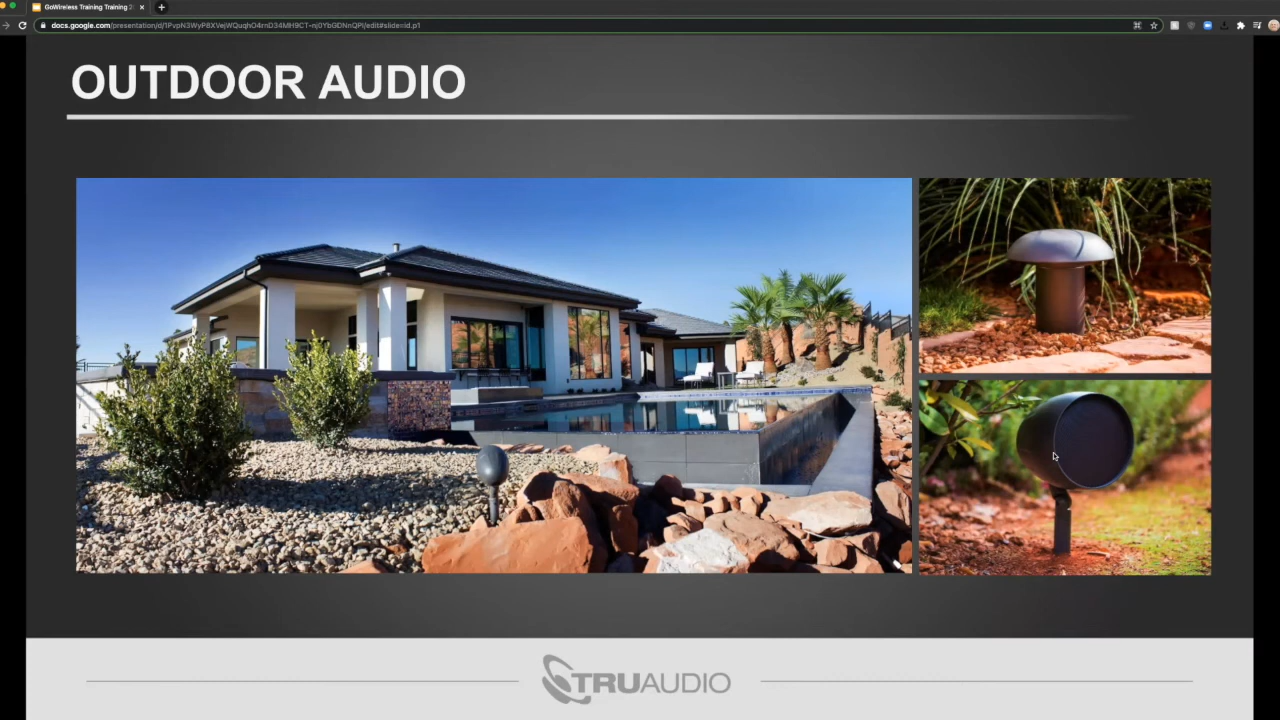 GoWireless Training Training 2
docs.google.com/presentation/d/1PvpN3WyP8XVejWQuqhO4rnD34MH9CT-nj0YbGDNnQPI/edit#slide=id.p1
OUTDOOR AUDIO
TRUAUDIO